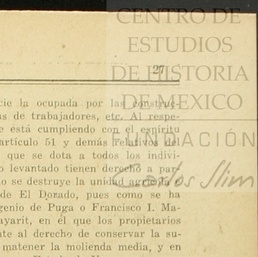 CENTRO DE
ESTUDIOS
DE HISTORIA
DE MEXICO
FUNDACIÓN
Carlos Slim
27
cie la ocupada por las construc-
s de trabajadores, etc. Al respe-
e está cumpliendo con el espíritu
artículo 51 y demás relativos del
que se dota a todos los indivi-
o levantado tienen derecho a par-
o se destruye la unidad agrícola
de El Dorado, pues como se ha
genio de Puga o Francisco I. Ma-
ayarit, en el que los propietarios
nte al derecho de conservar la su-
matener la molienda media, y en